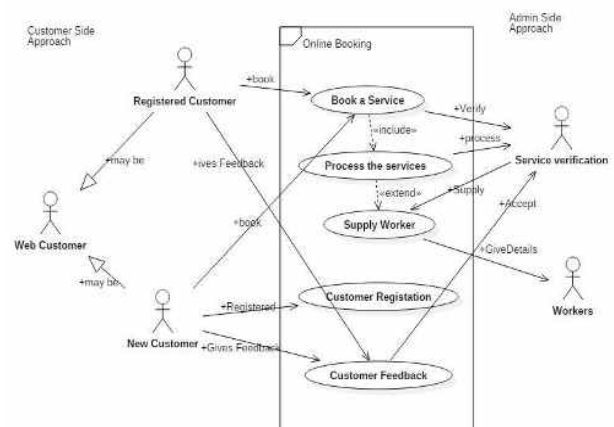 Customer Side
Approach
Admin Side
Approach
Online Booking
Registered Customer
+book
Book a Service
+Verify
«include»
+process
+may be
+ives Feedback
Process the services
Service verification
«extend»
+Supply
+Accept
Web Customer
+book
Supply Worker
+GiveDetails
+may be
Customer Registation
Workers
+Registered
New Customer
+Gives Feedback
Customer Feedback